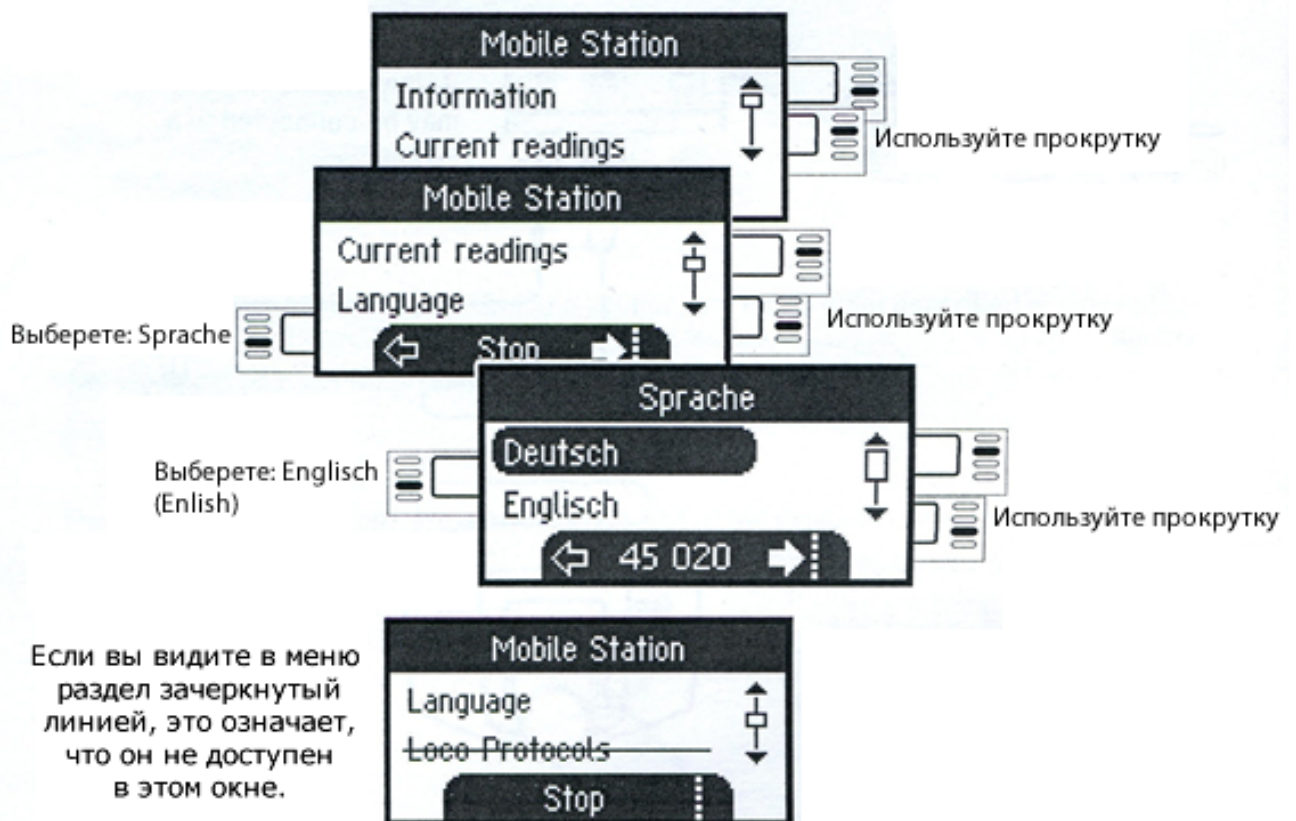 Mobile Station
Information
Current readings
Используйте прокрутку
Mobile Station
Current readings
Language
Используйте прокрутку
Выберете: Sprache
Stop
Sprache
Deutsch
Выберете: Englisch
(Enlish)
Englisch
Используйте прокрутку
45 020
Mobile Station
Если вы видите в меню
раздел зачеркнутый
линией, это означает,
что он не доступен
в этом окне.
Language
Loco Protocols
Stop